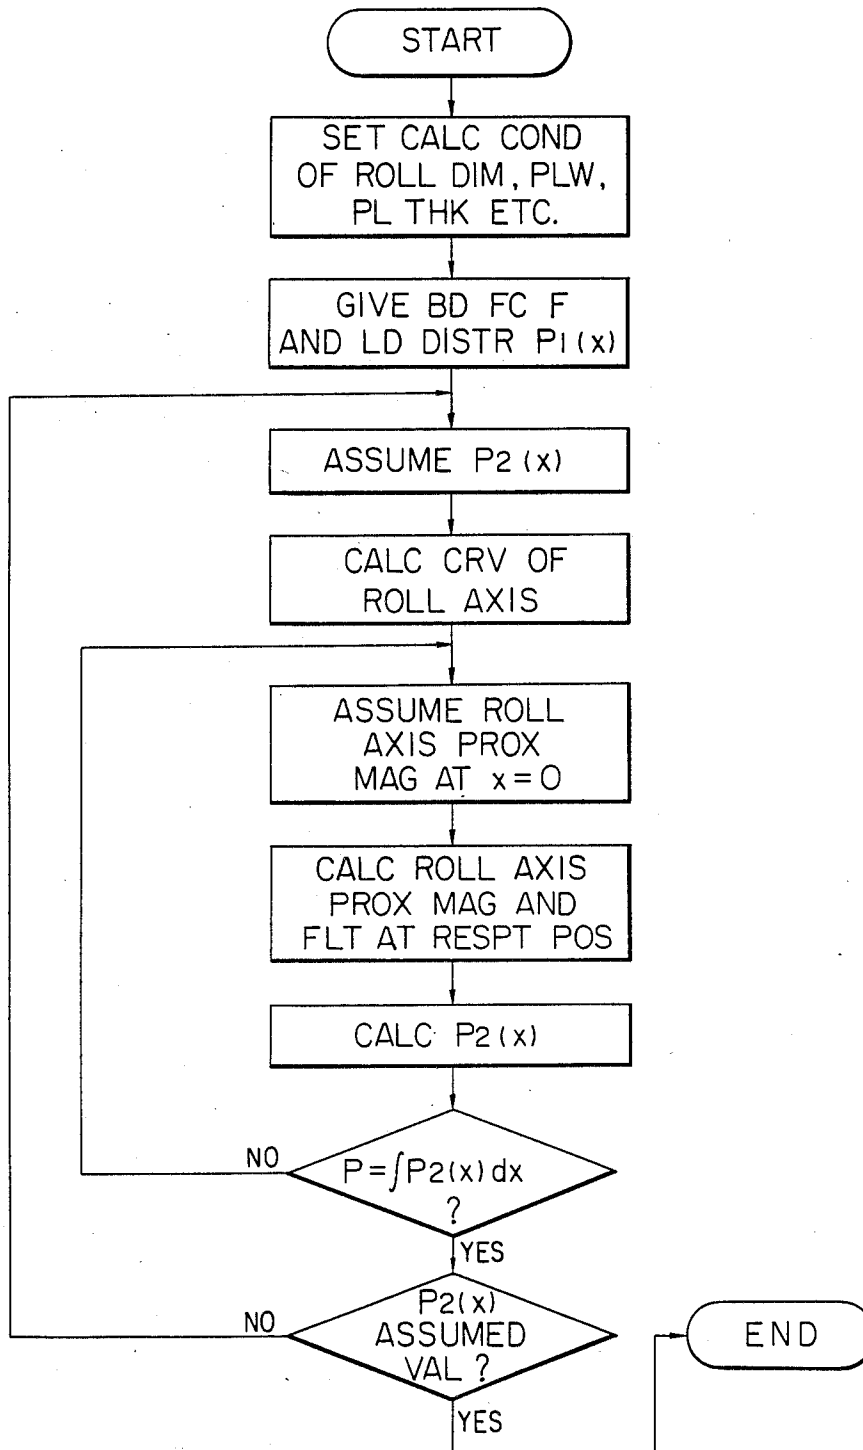 START
SET CALC COND
OF ROLL DIM, PLW,
PL THK ETC.
GIVE BD FC F
AND LD DISTR P1(x)
ASSUME P2(x)
CALC CRV OF
ROLL AXIS
ASSUME ROLL
AXIS PROX
MAG AT x=0
CALC ROLL AXIS
PROX MAG AND
FLT AT RESPT POS
CALC P2(x)
NO
P=∫P2(x)dx
?
YES
NO
P2(x)
ASSUMED
VAL?
YES
END